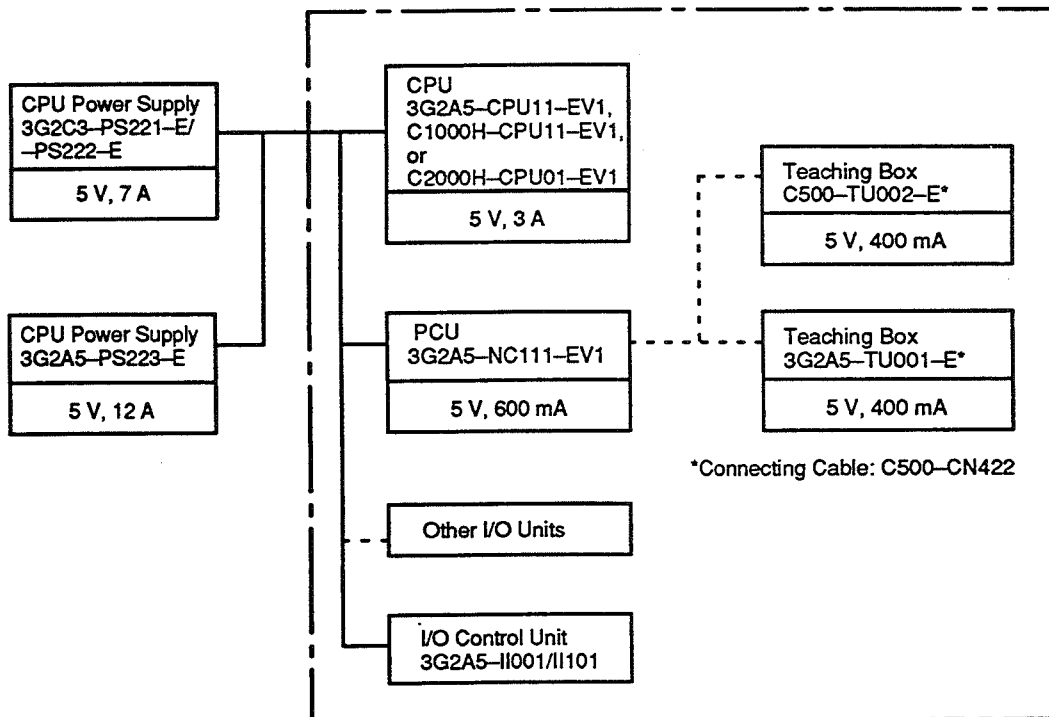 CPU Power Supply
3G2C3–PS221–E/
–PS222–E
5 V, 7 A
CPU Power Supply
3G2A5–PS223–E
5 V, 12 A
CPU
3G2A5–CPU11–EV1,
C1000H–CPU11–EV1,
or
C2000H–CPU01–EV1
5 V, 3 A
PCU
3G2A5–NC111–EV1
5 V, 600 mA
Other I/O Units
I/O Control Unit
3G2A5–II001/II101
Teaching Box
C500–TU002–E*
5 V, 400 mA
Teaching Box
3G2A5–TU001–E*
5 V, 400 mA
*Connecting Cable: C500–CN422